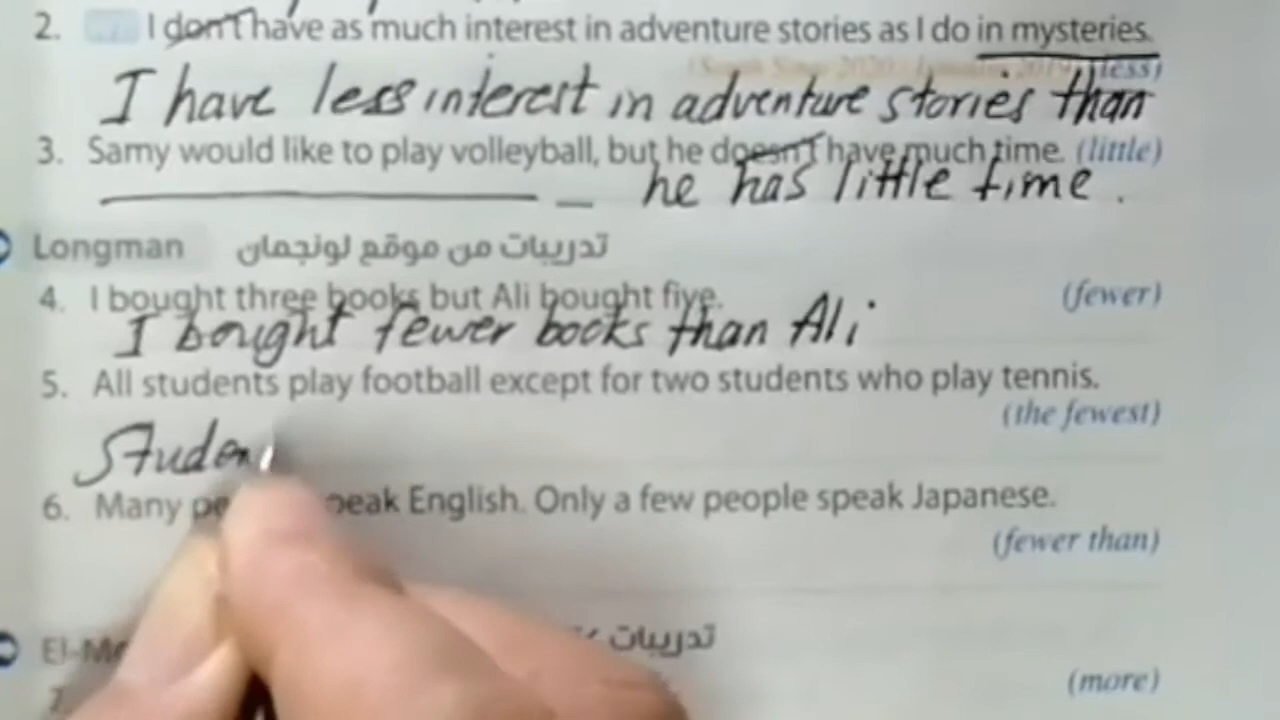 2. I don't have as much interest in adventure stories as I do in mysteries.
less)
I have less interest in adventure stories than
3. Samy would like to play volleyball, but he doesn't have much time. (little)
he has little time.
Longman تدريبات من موقع لونجمان
4. I bought three books but Ali bought five. (fewer)
I bought fewer books than Ali
5. All students play football except for two students who play tennis.
(the fewest)
Studen
6. Many speak English. Only a few people speak Japanese.
(fewer than)
تدريبات
(more)